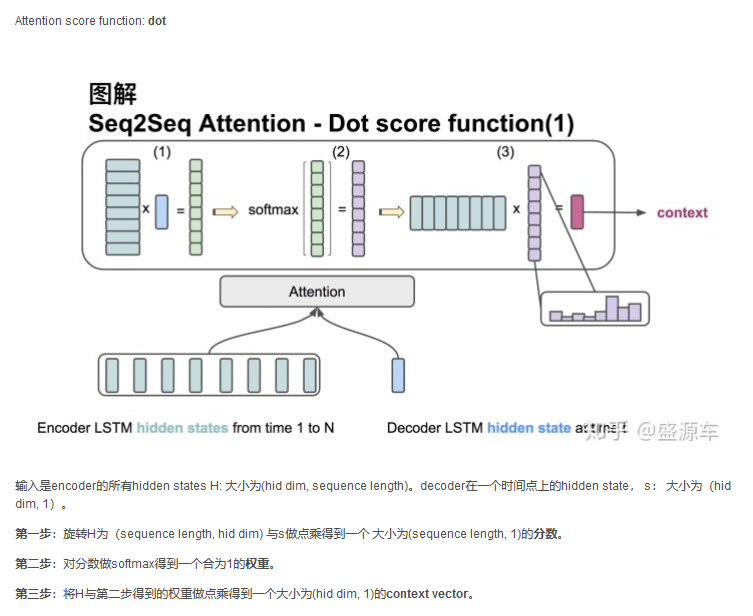 Attention score function: dot
图解
Seq2Seq Attention - Dot score function(1)
(1) (2) (3)
x = softmax = x = context
Attention
Encoder LSTM hidden states from time 1 to N
Decoder LSTM hidden state at time t
知乎 @盛源车
输入是encoder的所有hidden states H: 大小为(hid dim, sequence length)。decoder在一个时间点上的hidden state， s： 大小为（hid
dim, 1）。
第一步：旋转H为（sequence length, hid dim) 与s做点乘得到一个 大小为(sequence length, 1)的分数。
第二步：对分数做softmax得到一个合为1的权重。
第三步：将H与第二步得到的权重做点乘得到一个大小为(hid dim, 1)的context vector。